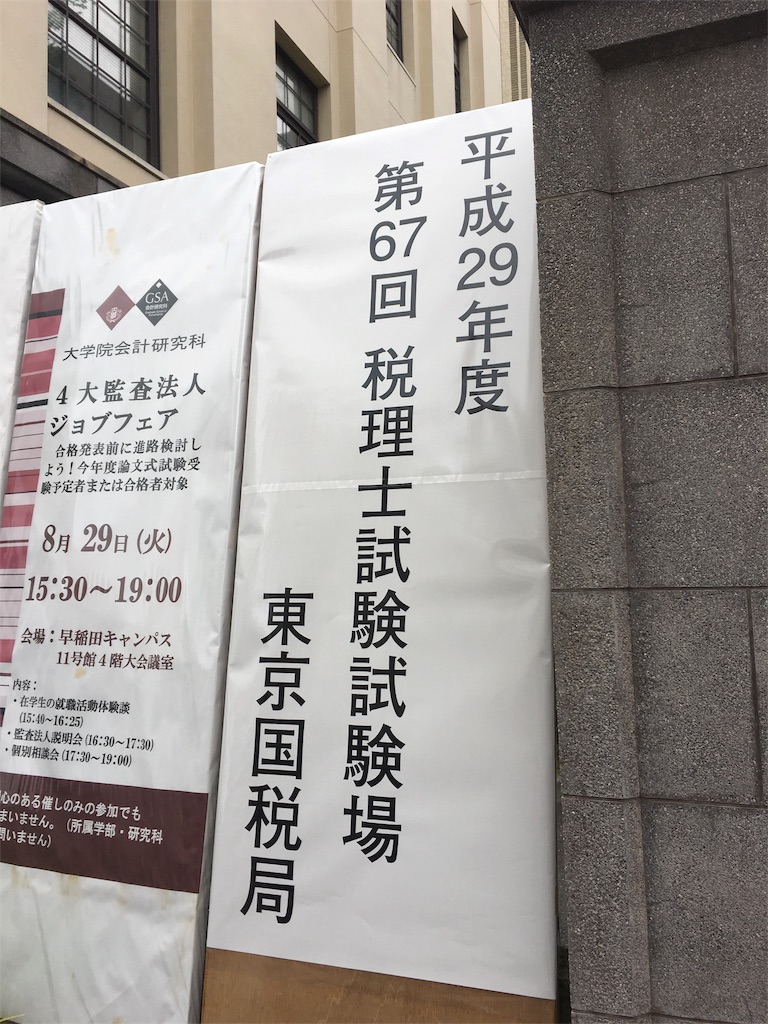 平成29年度
第67回 税理士試験試験場
東京国税局
GSA
会計研究科
大学院会計研究科
4大監査法人
ジョブフェア
合格発表前に進路検討し
よう！今年度論文式試験受
験予定者または合格者対象
8月 29日(火)
15:30～19:00
会場：早稲田キャンパス
11号館4階大会議室
内容：
・在学生の就職活動体験談
(15:40～16:25)
・監査法人説明会(16:30～17:30)
・個別相談会(17:30～19:00)
心のある催しのみの参加でも
まいません。（所属学部・研究科
問いません）